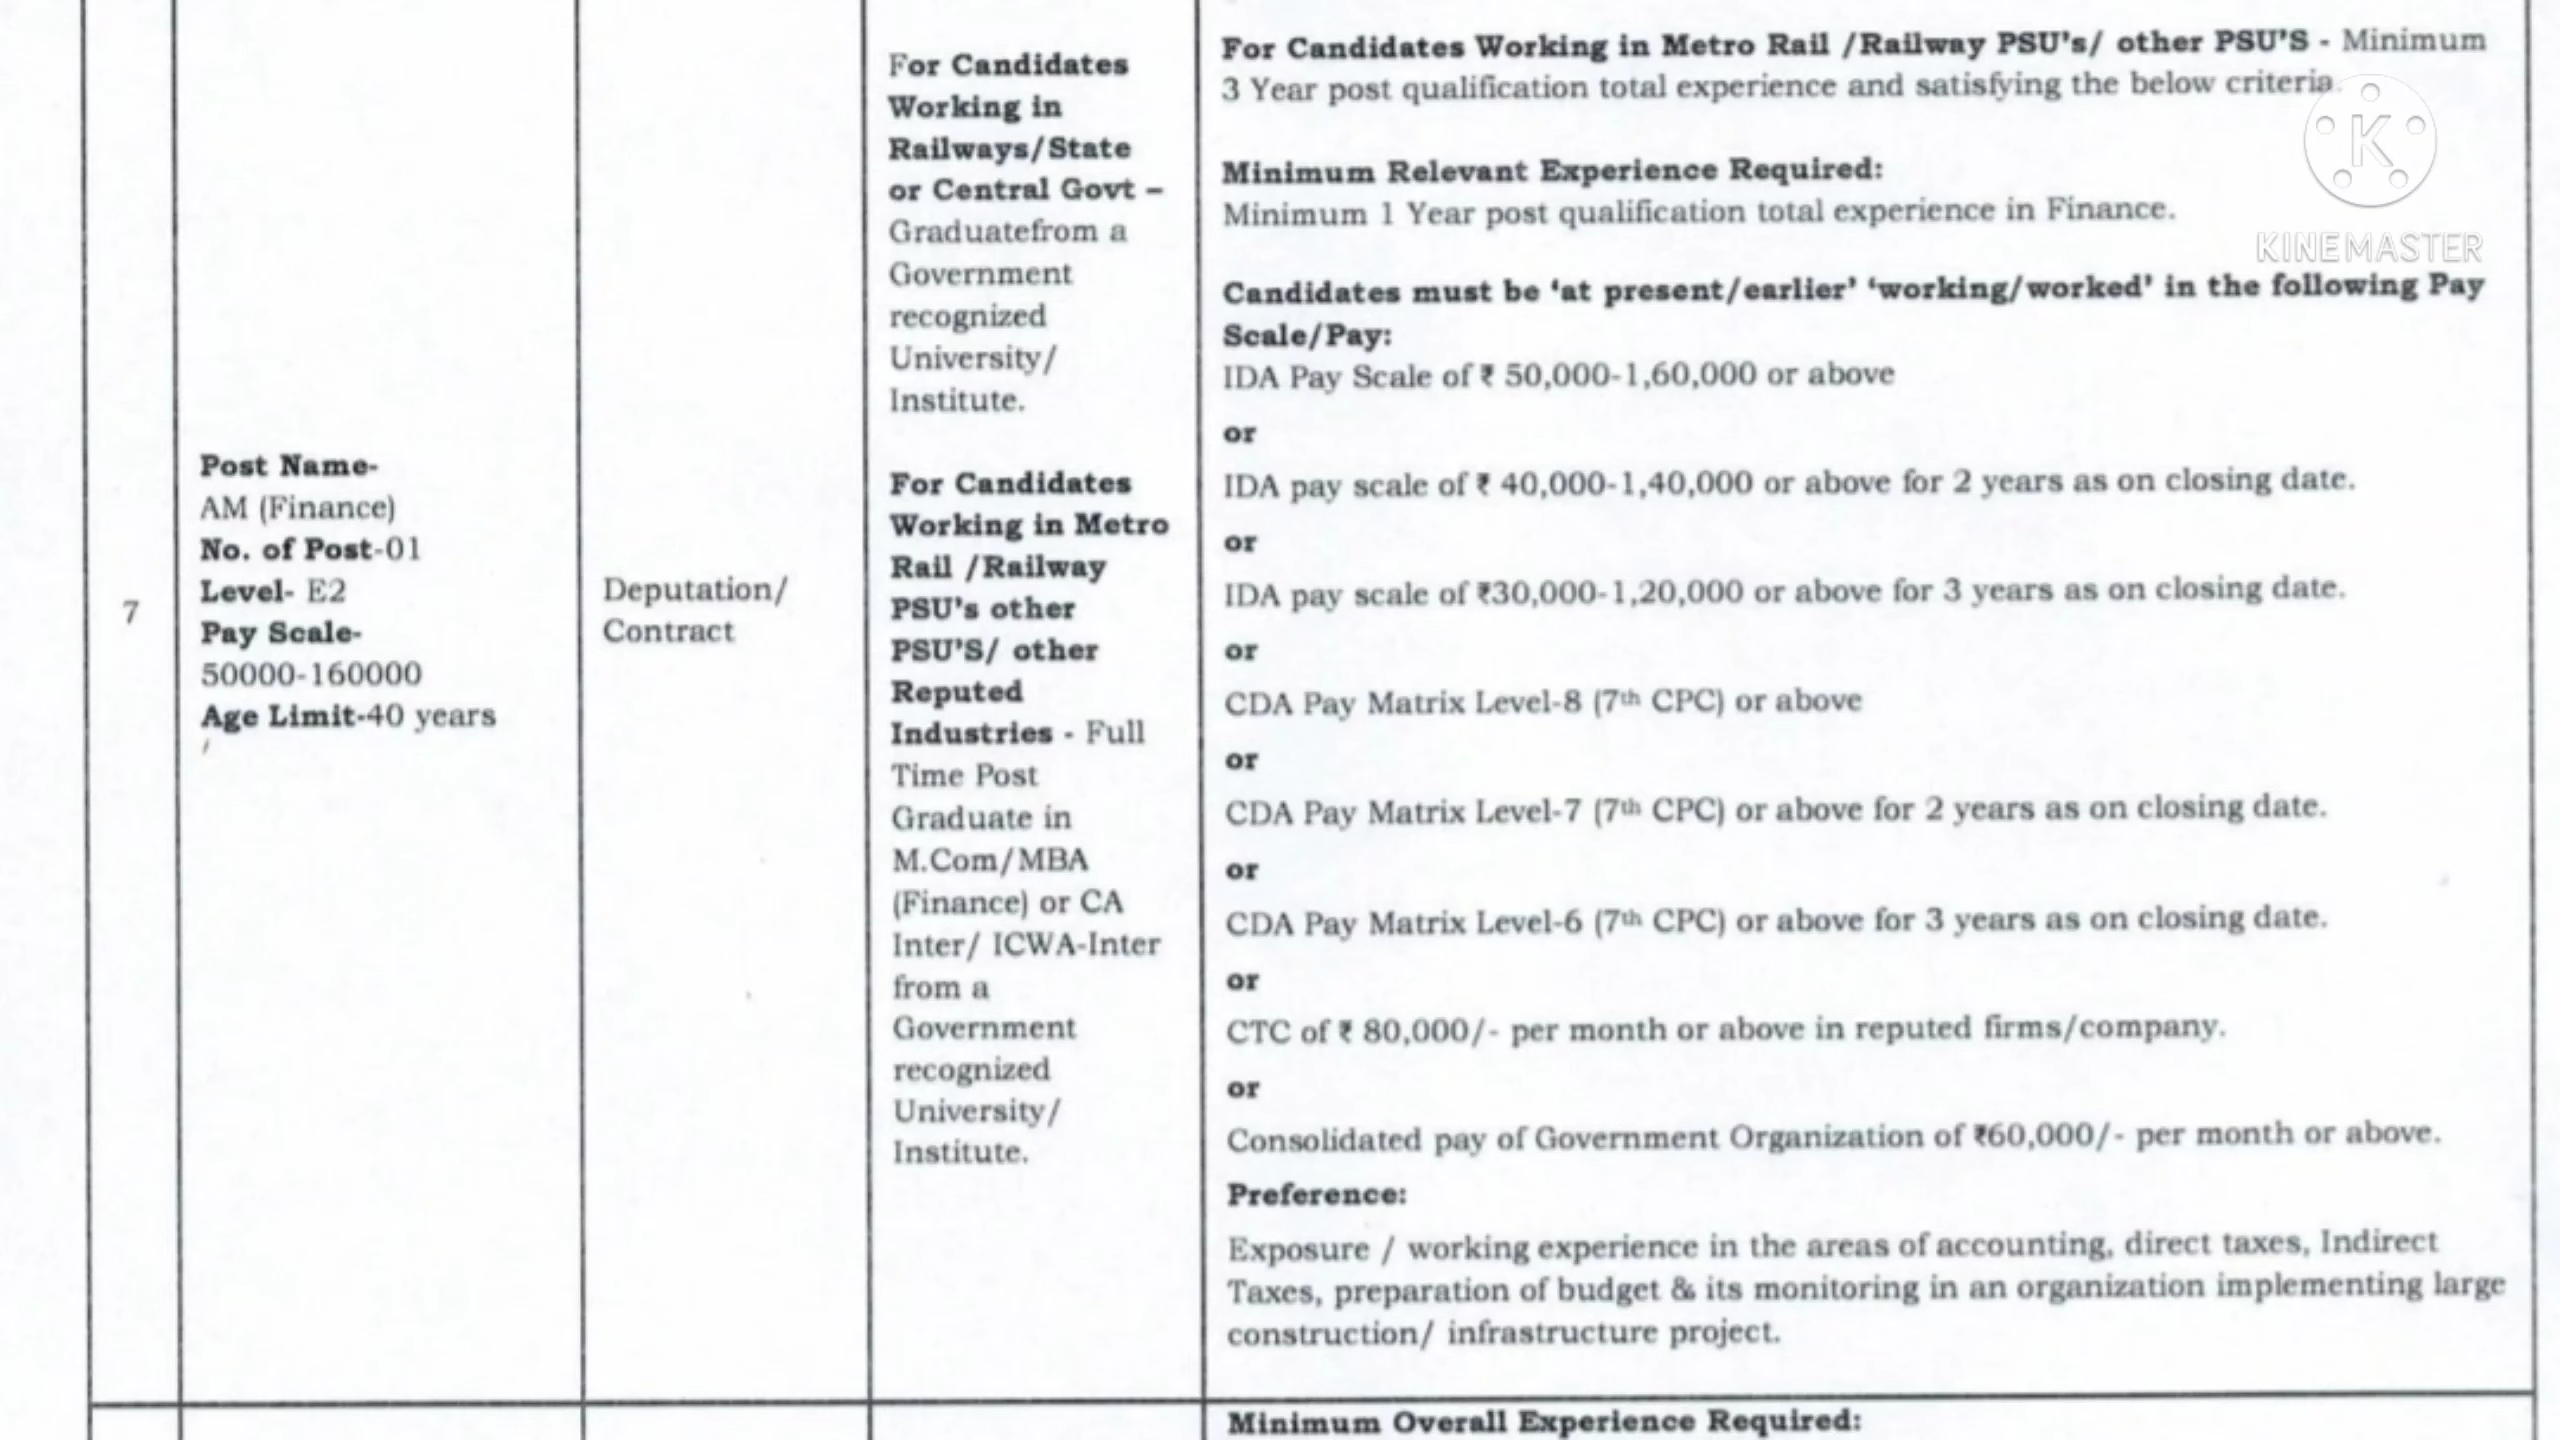 7
Post Name-
AM (Finance)
No. of Post-01
Level- E2
Pay Scale-
50000-160000
Age Limit-40 years
Deputation/
Contract
For Candidates
Working in
Railways/State
or Central Govt –
Graduatefrom a
Government
recognized
University/
Institute.
For Candidates
Working in Metro
Rail /Railway
PSU's other
PSU'S/ other
Reputed
Industries - Full
Time Post
Graduate in
M.Com/MBA
(Finance) or CA
Inter/ ICWA-Inter
from a
Government
recognized
University/
Institute.
For Candidates Working in Metro Rail /Railway PSU's/ other PSU'S - Minimum
3 Year post qualification total experience and satisfying the below criteria.
Minimum Relevant Experience Required:
Minimum 1 Year post qualification total experience in Finance.
Candidates must be 'at present/earlier' 'working/worked' in the following Pay
Scale/Pay:
IDA Pay Scale of ₹ 50,000-1,60,000 or above
or
IDA pay scale of ₹ 40,000-1,40,000 or above for 2 years as on closing date.
or
IDA pay scale of ₹30,000-1,20,000 or above for 3 years as on closing date.
or
CDA Pay Matrix Level-8 (7th CPC) or above
or
CDA Pay Matrix Level-7 (7th CPC) or above for 2 years as on closing date.
or
CDA Pay Matrix Level-6 (7th CPC) or above for 3 years as on closing date.
or
CTC of ₹ 80,000/- per month or above in reputed firms/company.
or
Consolidated pay of Government Organization of ₹60,000/- per month or above.
Preference:
Exposure / working experience in the areas of accounting, direct taxes, Indirect
Taxes, preparation of budget & its monitoring in an organization implementing large
construction/ infrastructure project.
Minimum Overall Experience Required:
K
KINEMASTER